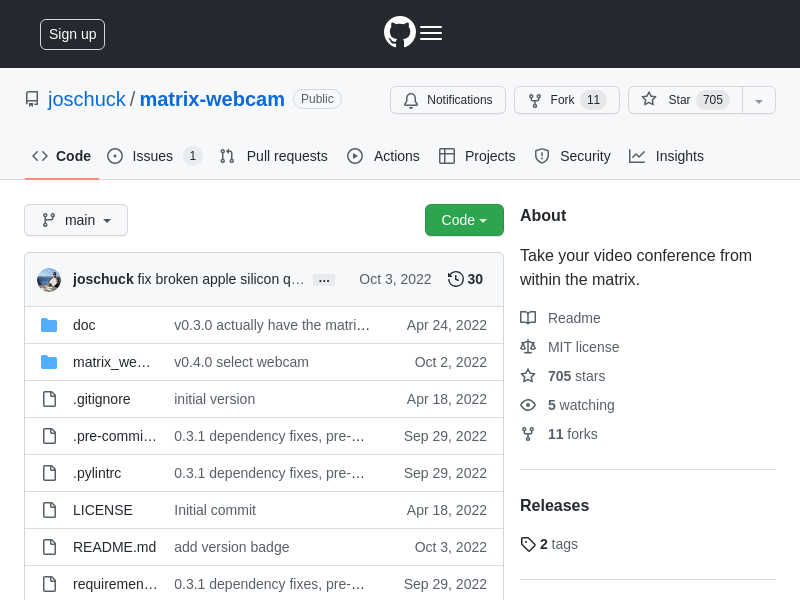 Sign up
joschuck / matrix-webcam Public
Notifications Fork 11 Star 705
Code Issues 1 Pull requests Actions Projects Security Insights
main Code
joschuck fix broken apple silicon q… … Oct 3, 2022 30
doc v0.3.0 actually have the matri… Apr 24, 2022
matrix_we… v0.4.0 select webcam Oct 2, 2022
.gitignore initial version Apr 18, 2022
.pre-commi… 0.3.1 dependency fixes, pre-… Sep 29, 2022
.pylintrc 0.3.1 dependency fixes, pre-… Sep 29, 2022
LICENSE Initial commit Apr 18, 2022
README.md add version badge Oct 3, 2022
requiremen… 0.3.1 dependency fixes, pre-… Sep 29, 2022
About
Take your video conference from
within the matrix.
Readme
MIT license
705 stars
5 watching
11 forks
Releases
2 tags